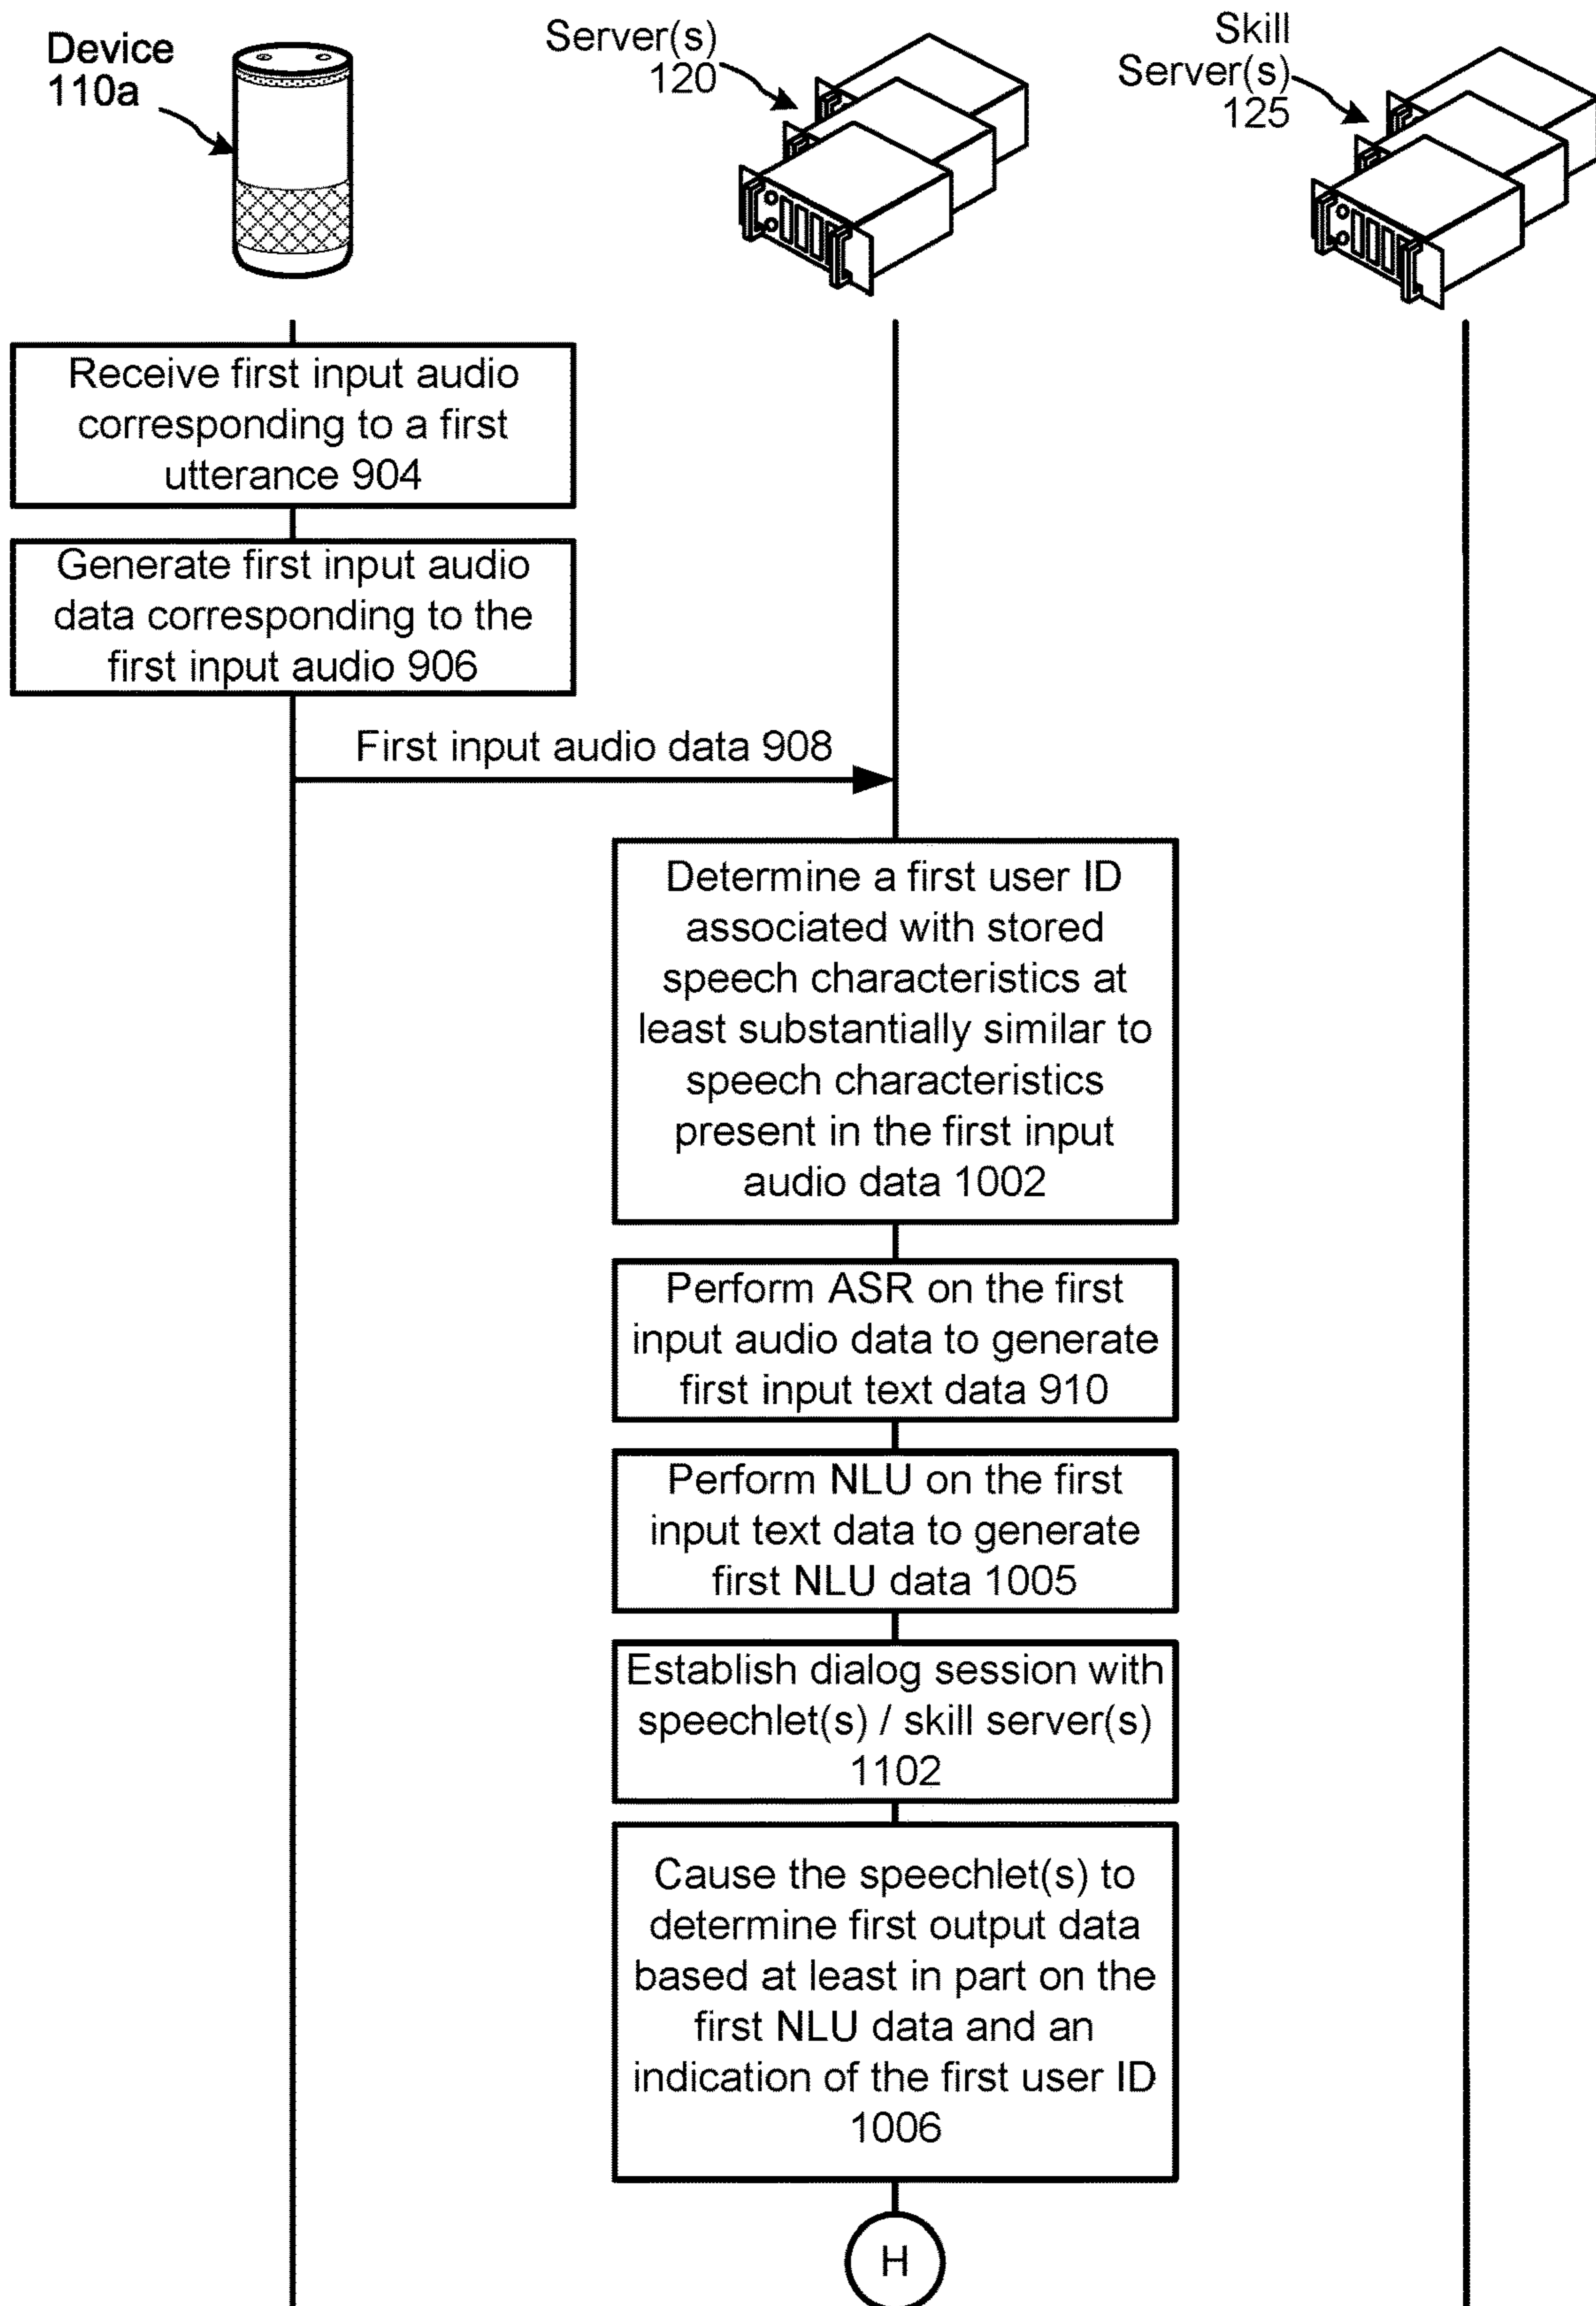 Device
110a
Server(s)
120
Skill
Server(s)
125
Receive first input audio
corresponding to a first
utterance 904
Generate first input audio
data corresponding to the
first input audio 906
First input audio data 908
Determine a first user ID
associated with stored
speech characteristics at
least substantially similar to
speech characteristics
present in the first input
audio data 1002
Perform ASR on the first
input audio data to generate
first input text data 910
Perform NLU on the first
input text data to generate
first NLU data 1005
Establish dialog session with
speechlet(s) / skill server(s)
1102
Cause the speechlet(s) to
determine first output data
based at least in part on the
first NLU data and an
indication of the first user ID
1006
H